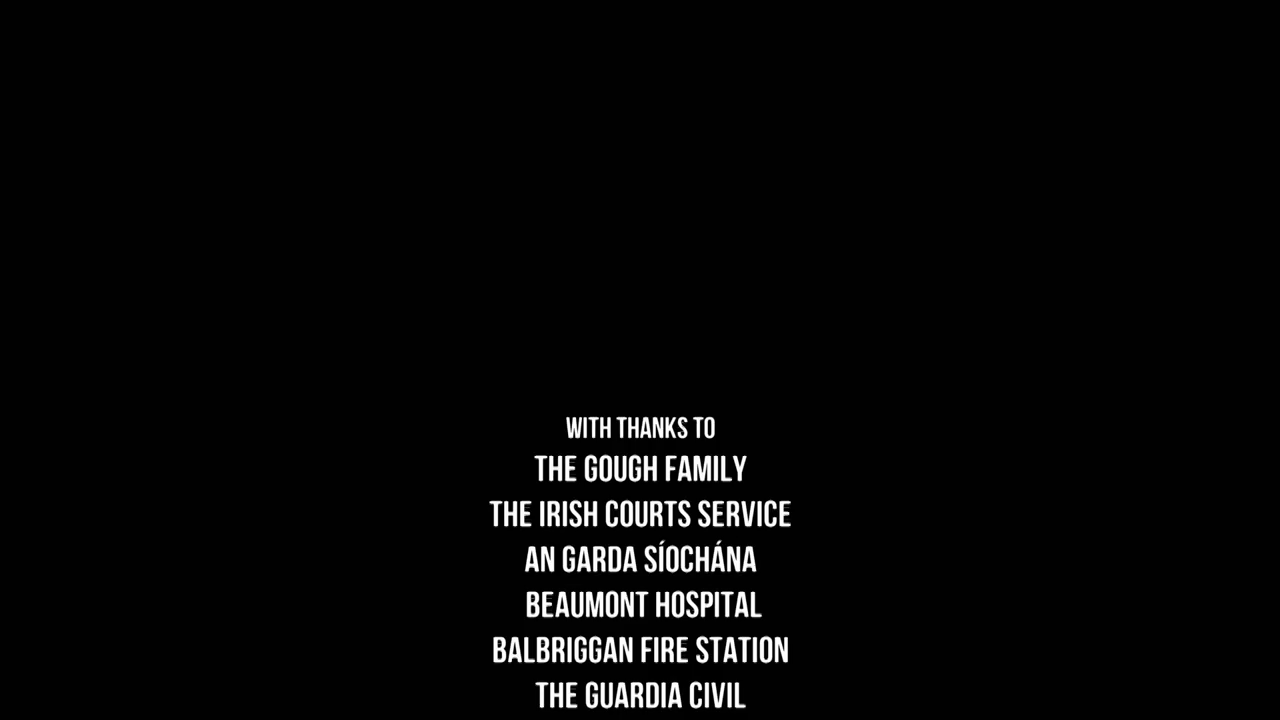 WITH THANKS TO
THE GOUGH FAMILY
THE IRISH COURTS SERVICE
AN GARDA SÍOCHÁNA
BEAUMONT HOSPITAL
BALBRIGGAN FIRE STATION
THE GUARDIA CIVIL